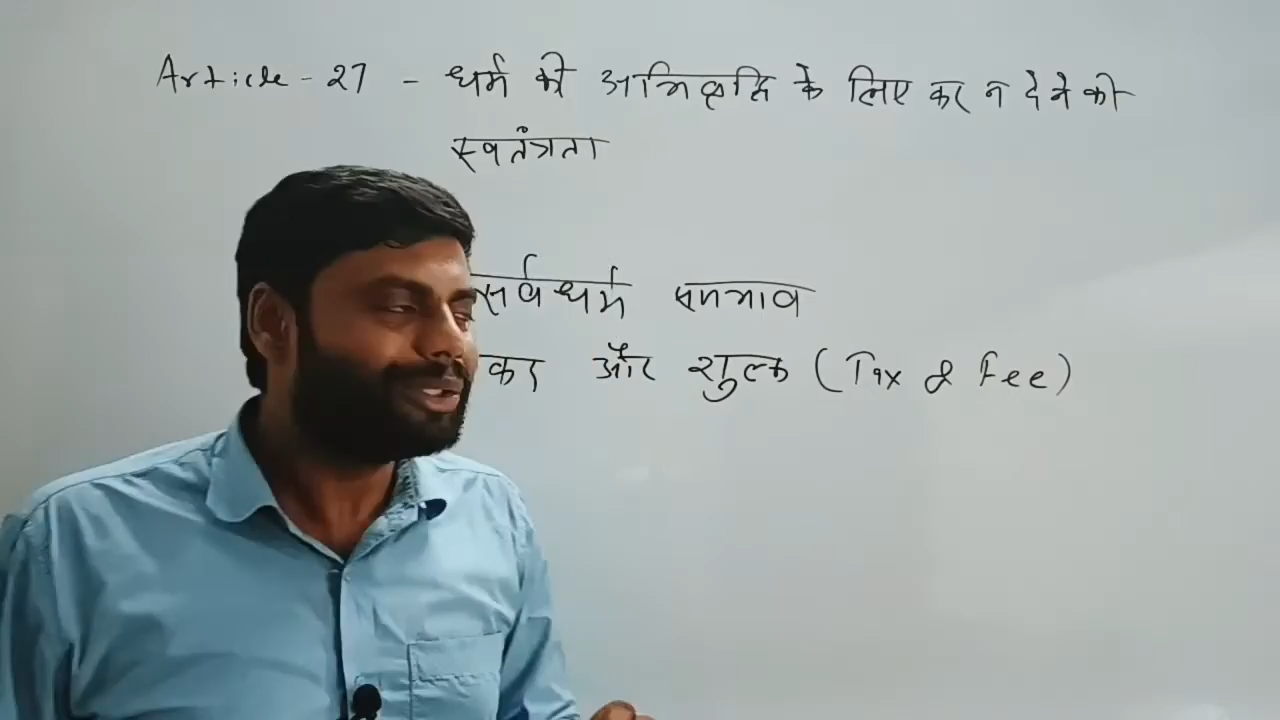 Article - 27 - धर्म की अभिवृद्धि के लिए कर न देने की
स्वतंत्रता
सर्वधर्म समभाव
कर और शुल्क (Tax & Fee)